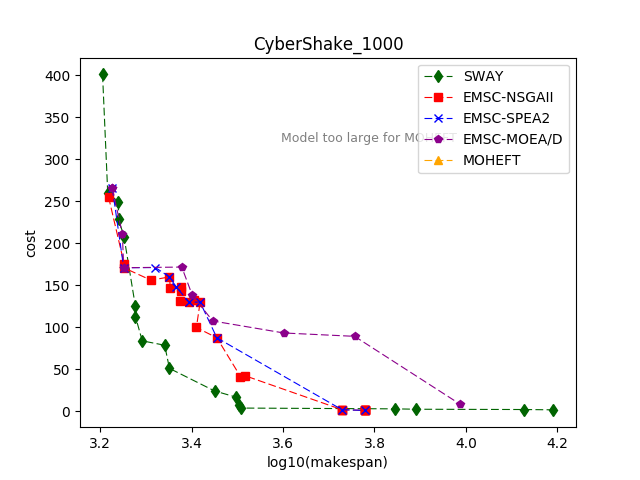 CyberShake_1000
cost
400
350
300
250
200
150
100
50
0
SWAY
EMSC-NSGAII
EMSC-SPEA2
EMSC-MOEA/D
MOHEFT
Model too large for MOHEFT
3.2 3.4 3.6 3.8 4.0 4.2
log10(makespan)